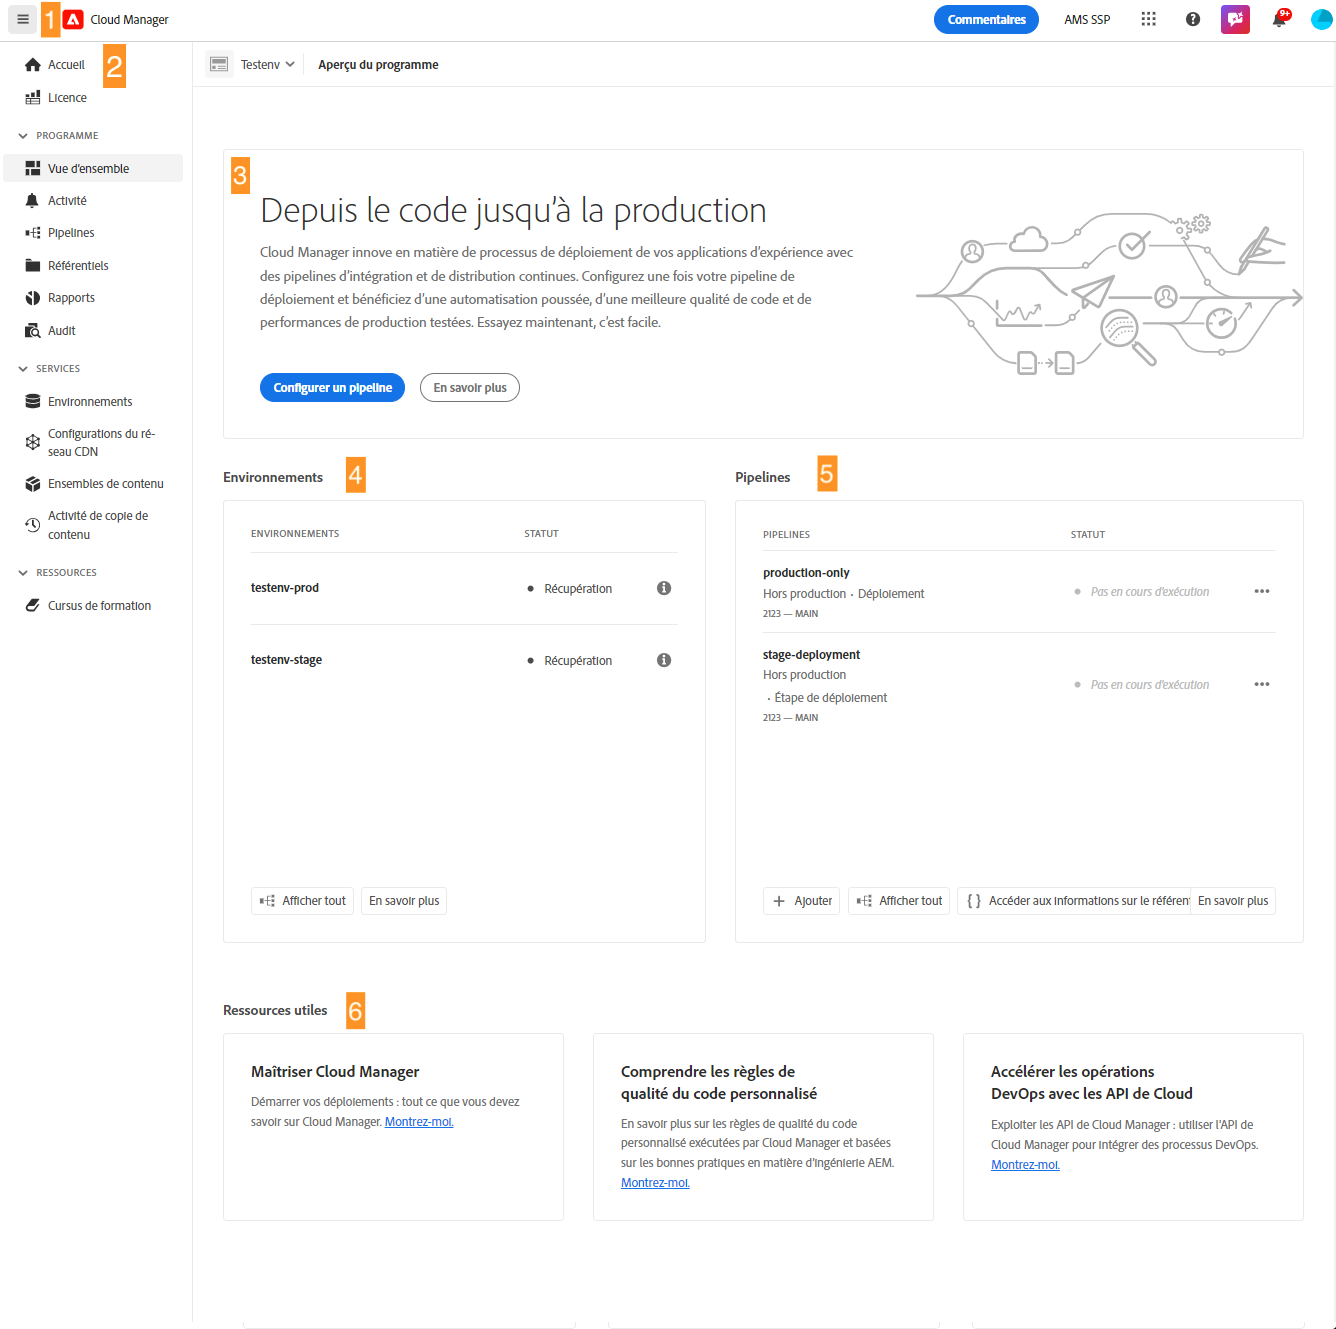 1 Cloud Manager
Commentaires
AMS SSP
9+
Accueil
2
Licence
PROGRAMME
Vue d'ensemble
Activité
Pipelines
Référentiels
Rapports
Audit
SERVICES
Environnements
Configurations du ré-
seau CDN
Ensembles de contenu
Activité de copie de
contenu
RESSOURCES
Cursus de formation
Testenv
Aperçu du programme
3
Depuis le code jusqu'à la production
Cloud Manager innove en matière de processus de déploiement de vos applications d'expérience avec
des pipelines d'intégration et de distribution continues. Configurez une fois votre pipeline de
déploiement et bénéficiez d'une automatisation poussée, d'une meilleure qualité de code et de
performances de production testées. Essayez maintenant, c'est facile.
Configurer un pipeline
En savoir plus
Environnements 4
ENVIRONNEMENTS STATUT
testenv-prod Récupération
testenv-stage Récupération
Afficher tout
En savoir plus
Pipelines 5
PIPELINES STATUT
production-only
Hors production · Déploiement
2123 — MAIN
Pas en cours d'exécution
stage-deployment
Hors production
· Étape de déploiement
2123 — MAIN
Pas en cours d'exécution
Ajouter
Afficher tout
{ } Accéder aux informations sur le référen
En savoir plus
Ressources utiles 6
Maîtriser Cloud Manager
Démarrer vos déploiements : tout ce que vous devez
savoir sur Cloud Manager. Montrez-moi.
Comprendre les règles de
qualité du code personnalisé
En savoir plus sur les règles de qualité du code
personnalisé exécutées par Cloud Manager et basées
sur les bonnes pratiques en matière d'ingénierie AEM.
Montrez-moi.
Accélérer les opérations
DevOps avec les API de Cloud
Exploiter les API de Cloud Manager : utiliser l'API de
Cloud Manager pour intégrer des processus DevOps.
Montrez-moi.